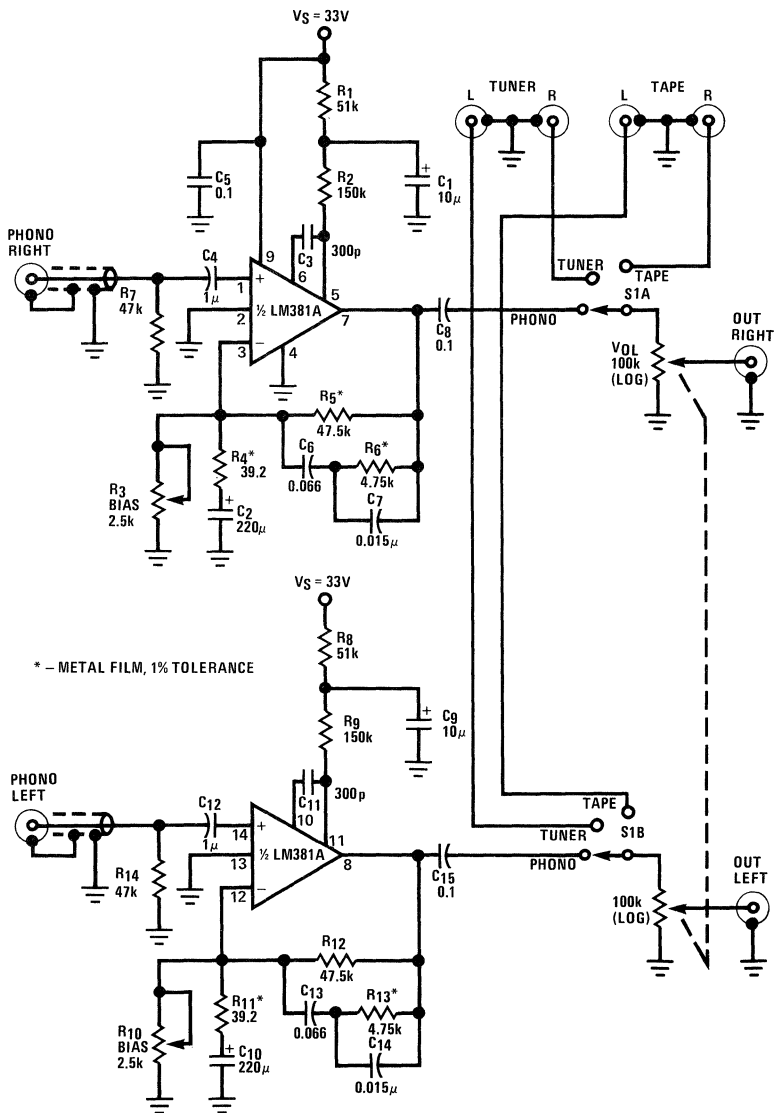 VS = 33V
R1
51k
TUNER
L
R
TAPE
L
R
C5
0.1
R2
150k
+
C1
10μ
PHONO
RIGHT
C4
1μ
9
C3
300p
6
5
+
1
½ LM381A
2
7
−
3
4
R7
47k
C8
0.1
TUNER
TAPE
S1A
PHONO
OUT
RIGHT
VOL
100k
(LOG)
R5*
47.5k
C6
0.066
R6*
4.75k
C7
0.015μ
R4*
39.2
+
C2
220μ
R3
BIAS
2.5k
VS = 33V
R8
51k
* – METAL FILM, 1% TOLERANCE
R9
150k
+
C9
10μ
PHONO
LEFT
C12
1μ
C11
300p
10
11
14
+
½ LM381A
13
8
12
−
R14
47k
C15
0.1
TAPE
TUNER
S1B
PHONO
OUT
LEFT
100k
(LOG)
R12
47.5k
C13
0.066
R13*
4.75k
C14
0.015μ
R11*
39.2
+
C10
220μ
R10
BIAS
2.5k